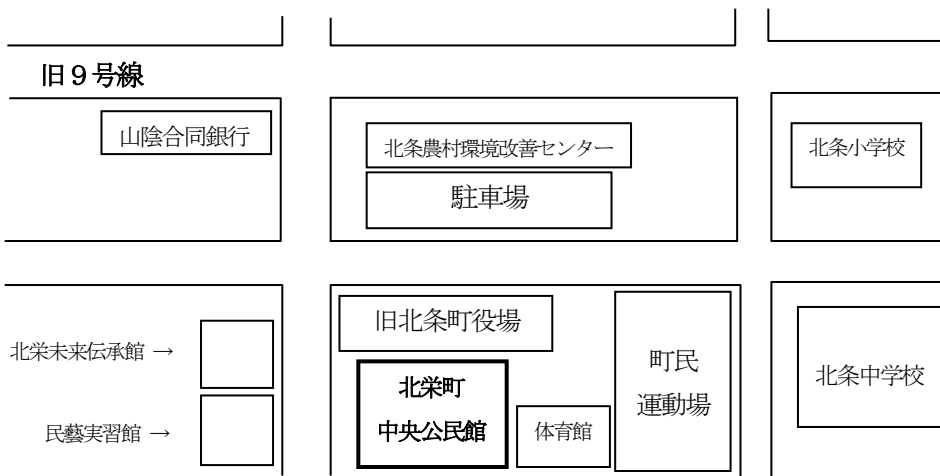 旧9号線
山陰合同銀行
北条農村環境改善センター
北条小学校
駐車場
旧北条町役場
北栄未来伝承館 →
北栄町
中央公民館
町民
運動場
北条中学校
民藝実習館 →
体育館